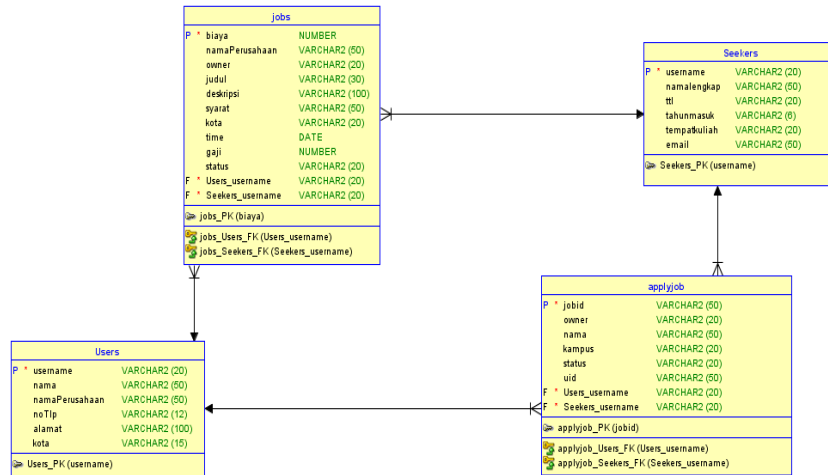 jobs
P * biaya NUMBER
namaPerusahaan VARCHAR2 (50)
owner VARCHAR2 (20)
judul VARCHAR2 (30)
deskripsi VARCHAR2 (100)
syarat VARCHAR2 (50)
kota VARCHAR2 (20)
time DATE
gaji NUMBER
status VARCHAR2 (20)
F * Users_username VARCHAR2 (20)
F * Seekers_username VARCHAR2 (20)
jobs_PK (biaya)
jobs_Users_FK (Users_username)
jobs_Seekers_FK (Seekers_username)
Seekers
P * username VARCHAR2 (20)
namalengkap VARCHAR2 (50)
ttl VARCHAR2 (20)
tahunmasuk VARCHAR2 (6)
tempatkuliah VARCHAR2 (20)
email VARCHAR2 (50)
Seekers_PK (username)
Users
P * username VARCHAR2 (20)
nama VARCHAR2 (50)
namaPerusahaan VARCHAR2 (50)
noTlp VARCHAR2 (12)
alamat VARCHAR2 (100)
kota VARCHAR2 (15)
Users_PK (username)
applyjob
P * jobid VARCHAR2 (50)
owner VARCHAR2 (20)
nama VARCHAR2 (50)
kampus VARCHAR2 (20)
status VARCHAR2 (20)
uid VARCHAR2 (50)
F * Users_username VARCHAR2 (20)
F * Seekers_username VARCHAR2 (20)
applyjob_PK (jobid)
applyjob_Users_FK (Users_username)
applyjob_Seekers_FK (Seekers_username)